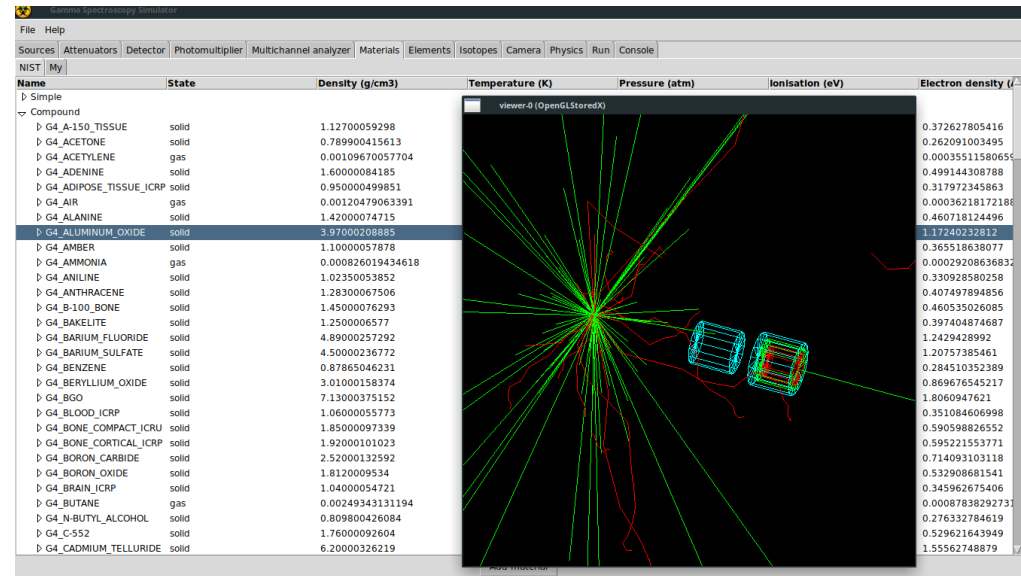 Gamma Spectroscopy Simulator
File Help
Sources Attenuators Detector Photomultiplier Multichannel analyzer Materials Elements Isotopes Camera Physics Run Console
NIST My
Name State Density (g/cm3) Temperature (K) Pressure (atm) Ionisation (eV) Electron density (
Simple
viewer-0 (OpenGLStoredX)
Compound
G4_A-150_TISSUE solid 1.12700059298 0.372627805416
G4_ACETONE solid 0.789900415613 0.262091003495
G4_ACETYLENE gas 0.00109670057704 0.00035511580659
G4_ADENINE solid 1.60000084185 0.499144308788
G4_ADIPOSE_TISSUE_ICRP solid 0.950000499851 0.317972345863
G4_AIR gas 0.00120479063391 0.00036218172188
G4_ALANINE solid 1.42000074715 0.460718124496
G4_ALUMINUM_OXIDE solid 3.97000208885 1.17240232812
G4_AMBER solid 1.10000057878 0.365518638077
G4_AMMONIA gas 0.000826019434618 0.00029208636832
G4_ANILINE solid 1.02350053852 0.330928580258
G4_ANTHRACENE solid 1.28300067506 0.407497894856
G4_B-100_BONE solid 1.45000076293 0.460535026085
G4_BAKELITE solid 1.2500006577 0.397404874687
G4_BARIUM_FLUORIDE solid 4.89000257292 1.2429428992
G4_BARIUM_SULFATE solid 4.50000236772 1.20757385461
G4_BENZENE solid 0.87865046231 0.284510352389
G4_BERYLLIUM_OXIDE solid 3.01000158374 0.869676545217
G4_BGO solid 7.13000375152 1.8060947621
G4_BLOOD_ICRP solid 1.06000055773 0.351084606998
G4_BONE_COMPACT_ICRU solid 1.85000097339 0.590598826552
G4_BONE_CORTICAL_ICRP solid 1.92000101023 0.595221553771
G4_BORON_CARBIDE solid 2.52000132592 0.714093103118
G4_BORON_OXIDE solid 1.8120009534 0.532908681541
G4_BRAIN_ICRP solid 1.04000054721 0.345962675406
G4_BUTANE gas 0.00249343131194 0.00087838292731
G4_N-BUTYL_ALCOHOL solid 0.809800426084 0.276332784619
G4_C-552 solid 1.76000092604 0.529621643949
G4_CADMIUM_TELLURIDE solid 6.20000326219 1.55562748879
Add material